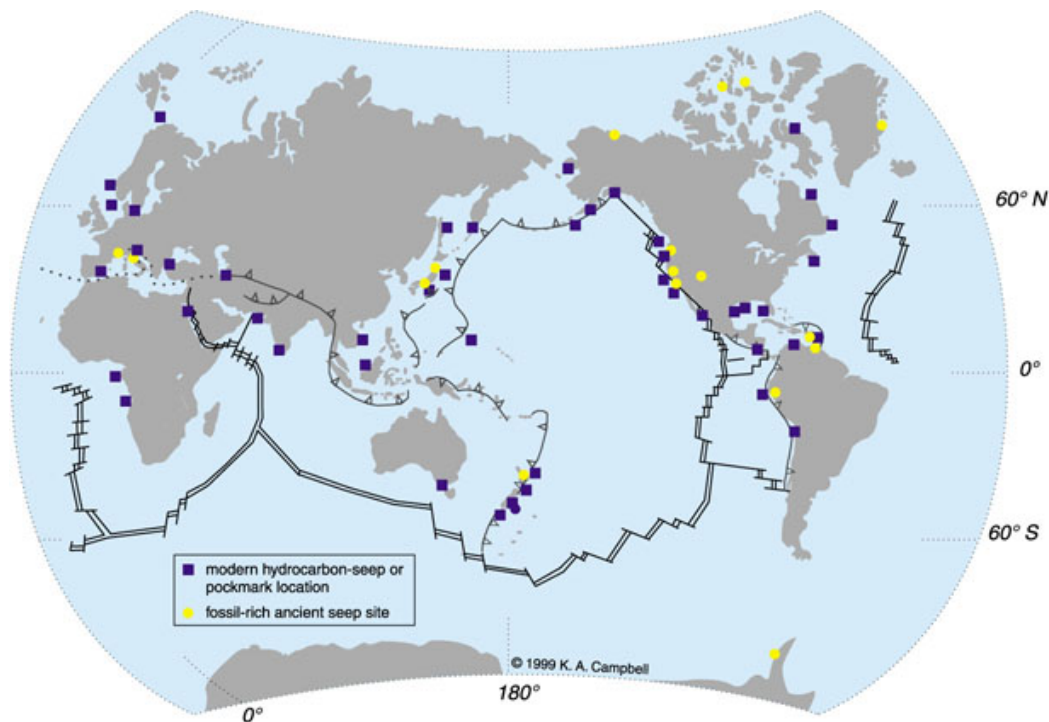 60° N
0°
60° S
modern hydrocarbon-seep or
pockmark location
fossil-rich ancient seep site
© 1999 K. A. Campbell
180°
0°